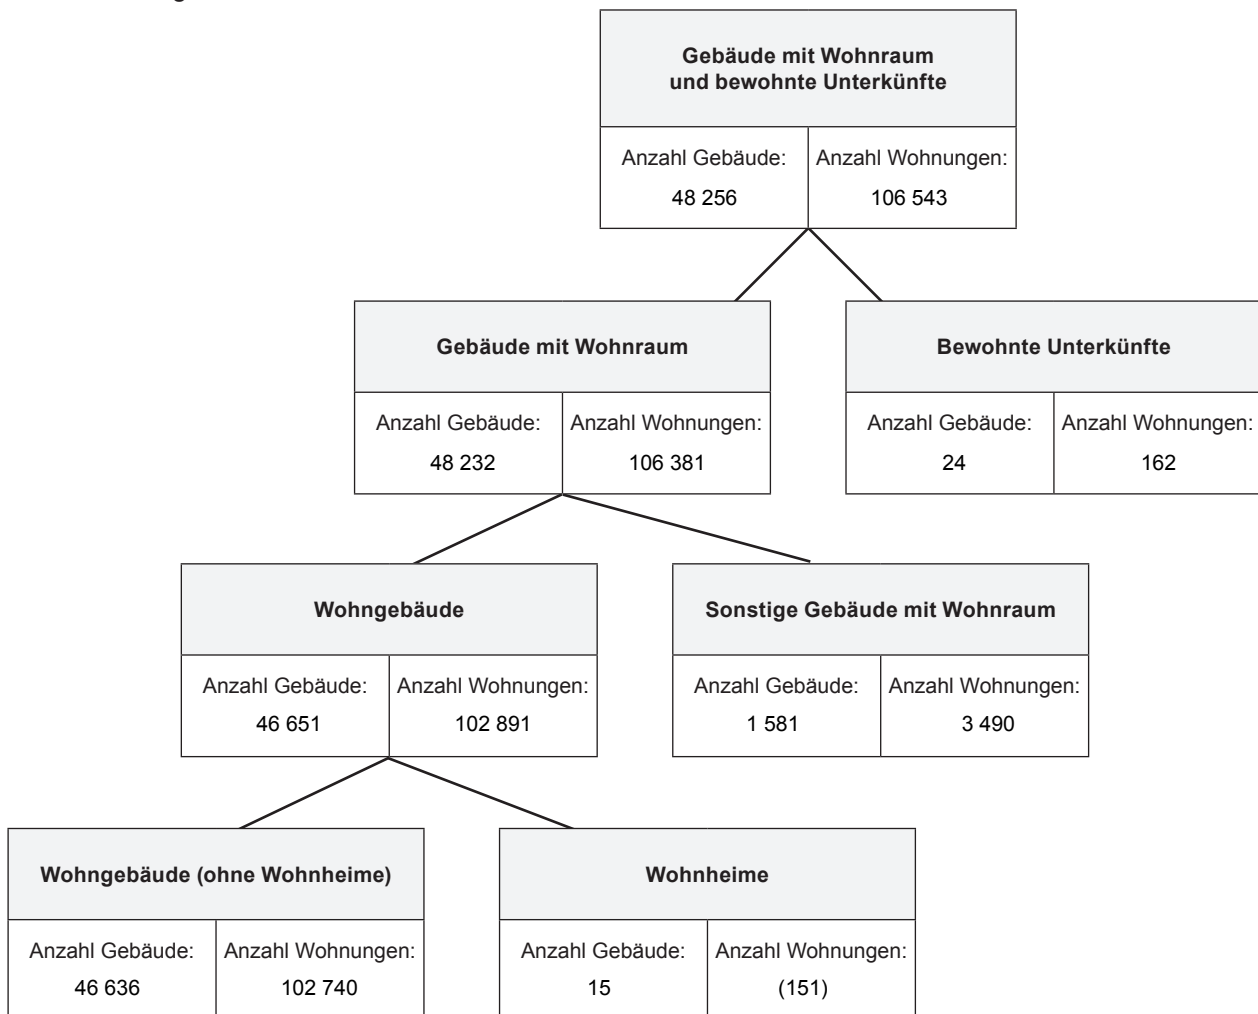 Gebäude mit Wohnraum
und bewohnte Unterkünfte
Anzahl Gebäude: Anzahl Wohnungen:
48 256 106 543
Gebäude mit Wohnraum Bewohnte Unterkünfte
Anzahl Gebäude: Anzahl Wohnungen: Anzahl Gebäude: Anzahl Wohnungen:
48 232 106 381 24 162
Wohngebäude Sonstige Gebäude mit Wohnraum
Anzahl Gebäude: Anzahl Wohnungen: Anzahl Gebäude: Anzahl Wohnungen:
46 651 102 891 1 581 3 490
Wohngebäude (ohne Wohnheime) Wohnheime
Anzahl Gebäude: Anzahl Wohnungen: Anzahl Gebäude: Anzahl Wohnungen:
46 636 102 740 15 (151)